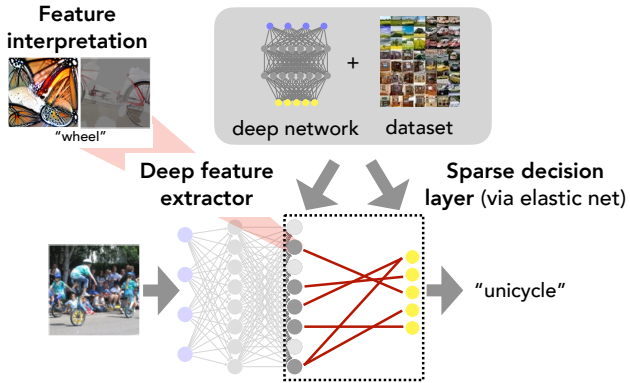 Feature
interpretation
"wheel"
+
deep network
dataset
Deep feature
extractor
Sparse decision
layer (via elastic net)
"unicycle"